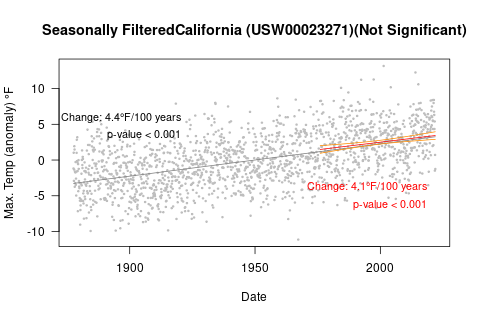 Seasonally FilteredCalifornia (USW00023271)(Not Significant)
Max. Temp (anomaly) °F
10
5
0
-5
-10
Change: 4.4°F/100 years
p-value < 0.001
Change: 4.1°F/100 years
p-value < 0.001
1900
1950
2000
Date